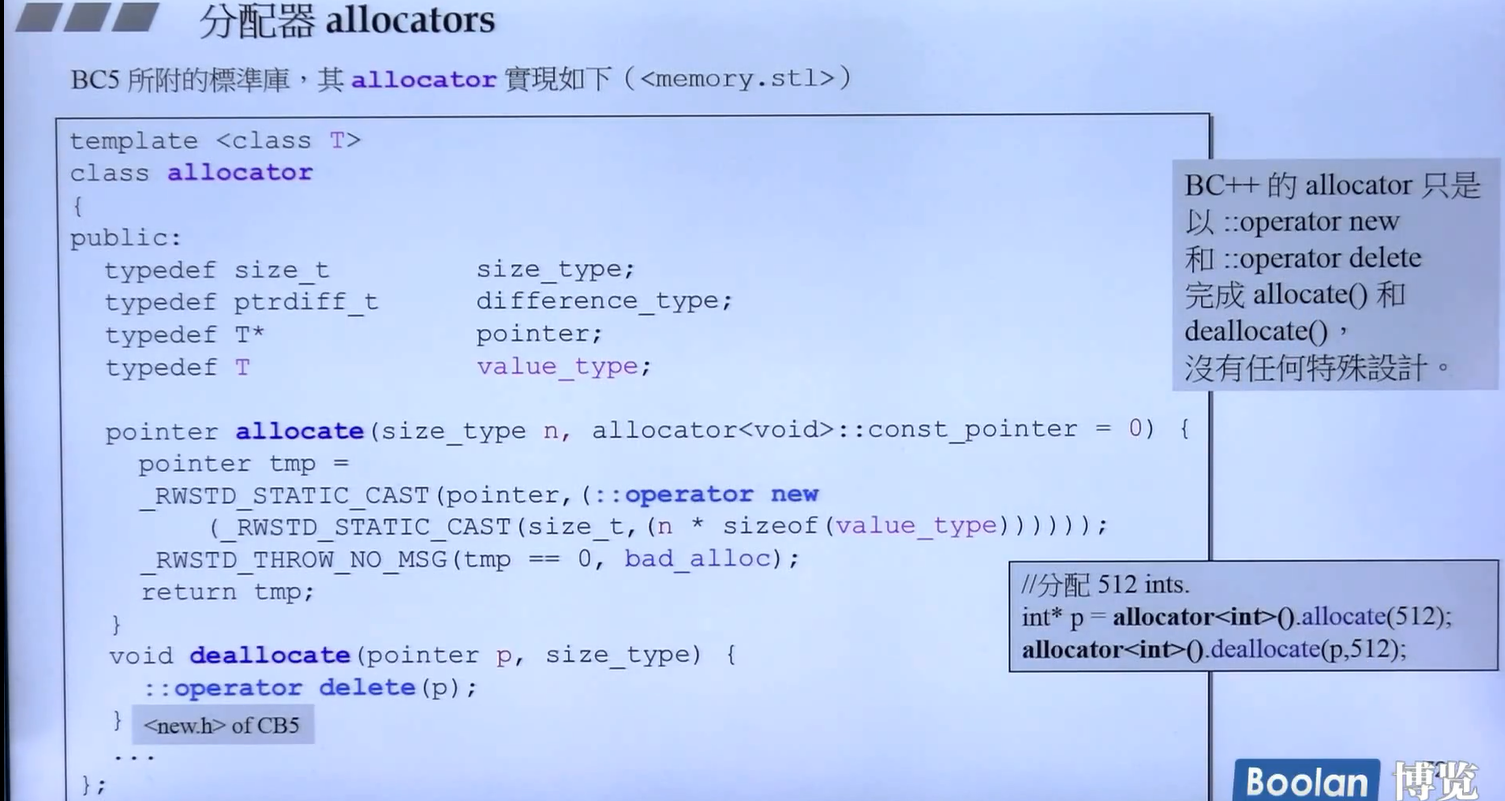 分配器 allocators
BC5 所附的標準庫，其 allocator 實現如下（<memory.stl>）
template <class T>
class allocator
{
public:
typedef size_t size_type;
typedef ptrdiff_t difference_type;
typedef T* pointer;
typedef T value_type;
pointer allocate(size_type n, allocator<void>::const_pointer = 0) {
pointer tmp =
_RWSTD_STATIC_CAST(pointer,(::operator new
(_RWSTD_STATIC_CAST(size_t,(n * sizeof(value_type))))));
_RWSTD_THROW_NO_MSG(tmp == 0, bad_alloc);
return tmp;
}
void deallocate(pointer p, size_type) {
::operator delete(p);
}
<new.h> of CB5
...
};
BC++ 的 allocator 只是
以 ::operator new
和 ::operator delete
完成 allocate() 和
deallocate()，
沒有任何特殊設計。
//分配 512 ints.
int* p = allocator<int>().allocate(512);
allocator<int>().deallocate(p,512);
Boolan 博览